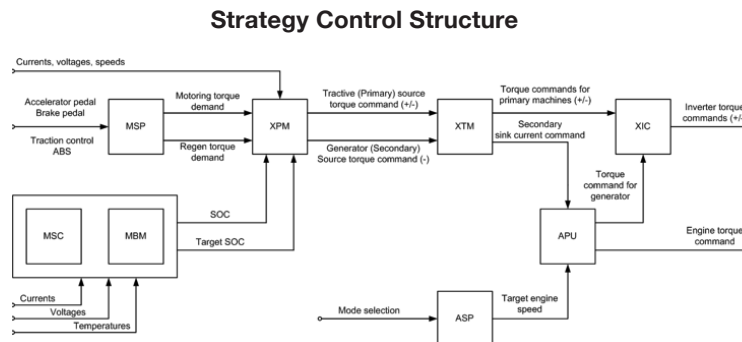 Strategy Control Structure
Currents, voltages, speeds
Accelerator pedal
Brake pedal
Traction control
ABS
MSP
Motoring torque
demand
Regen torque
demand
XPM
Tractive (Primary) source
torque command (+/-)
Generator (Secondary)
Source torque command (-)
XTM
Torque commands for
primary machines (+/-)
Secondary
sink current command
XIC
Inverter torque
commands (+/-
Torque
command for
generator
MSC
MBM
SOC
Target SOC
APU
Engine torque
command
Currents
Voltages
Temperatures
Mode selection
ASP
Target engine
speed